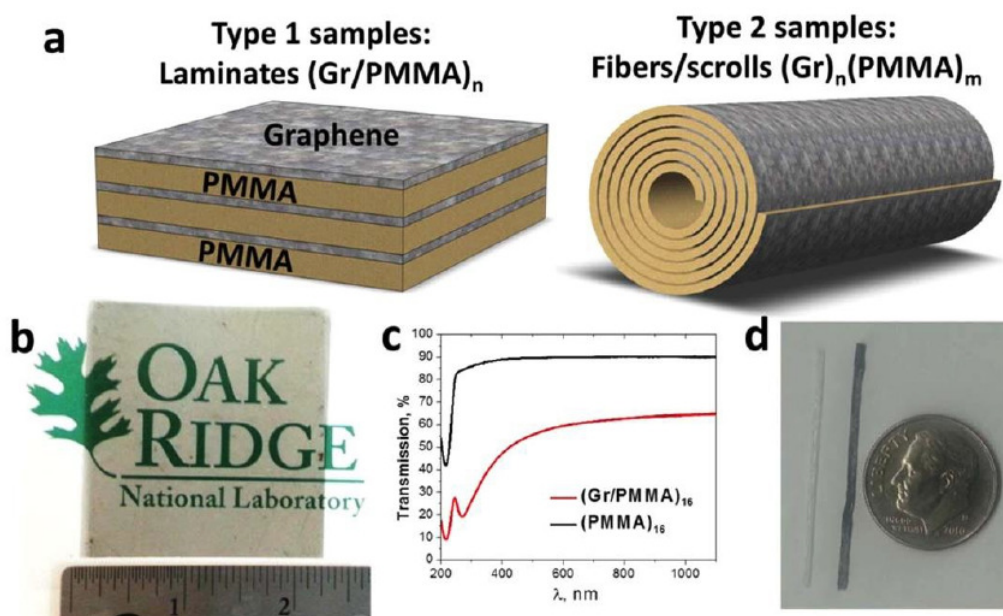 a
Type 1 samples:
Laminates (Gr/PMMA)n
Type 2 samples:
Fibers/scrolls (Gr)n(PMMA)m
Graphene
PMMA
PMMA
b
OAK
RIDGE
National Laboratory
1
2
c
Transmission, %
100
90
80
70
60
50
40
30
20
10
0
(Gr/PMMA)16
(PMMA)16
200
400
600
800
1000
λ, nm
d
LIBERTY
2010